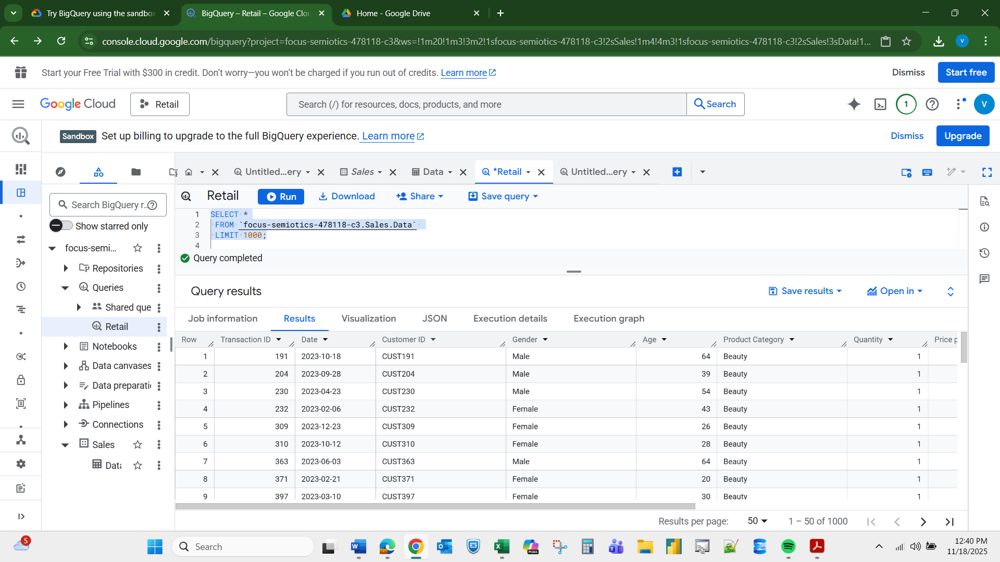 Try BigQuery using the sandbox
BigQuery – Retail – Google Clou
Home - Google Drive
console.cloud.google.com/bigquery?project=focus-semiotics-478118-c3&ws=!1m20!1m3!3m2!1sfocus-semiotics-478118-c3!2sSales!1m4!4m3!1sfocus-semiotics-478118-c3!2sSales!3sData!1...
V
Start your Free Trial with $300 in credit. Don't worry—you won't be charged if you run out of credits. Learn more
Dismiss
Start free
Google Cloud
Retail
Search (/) for resources, docs, products, and more
Search
1
V
Sandbox
Set up billing to upgrade to the full BigQuery experience. Learn more
Dismiss
Upgrade
Untitled...ery
Sales
Data
*Retail
Untitled...ery
Search BigQuery r...
Show starred only
focus-semi...
Repositories
Queries
Shared que
Retail
Notebooks
Data canvases
Data preparati
Pipelines
Connections
Sales
Data
Retail
Run
Download
Share
Save query
1 SELECT *
2 FROM `focus-semiotics-478118-c3.Sales.Data`
3 LIMIT 1000;
4
Query completed
Query results
Save results
Open in
Job information
Results
Visualization
JSON
Execution details
Execution graph
Row Transaction ID Date Customer ID Gender Age Product Category Quantity Price p
1 191 2023-10-18 CUST191 Male 64 Beauty 1
2 204 2023-09-28 CUST204 Male 39 Beauty 1
3 230 2023-04-23 CUST230 Male 54 Beauty 1
4 232 2023-02-06 CUST232 Female 43 Beauty 1
5 309 2023-12-23 CUST309 Female 26 Beauty 1
6 310 2023-10-12 CUST310 Female 28 Beauty 1
7 363 2023-06-03 CUST363 Male 64 Beauty 1
8 371 2023-02-21 CUST371 Female 20 Beauty 1
9 397 2023-03-10 CUST397 Female 30 Beauty 1
Results per page: 50 1 – 50 of 1000
5
Search
M365
12:40 PM
11/18/2025